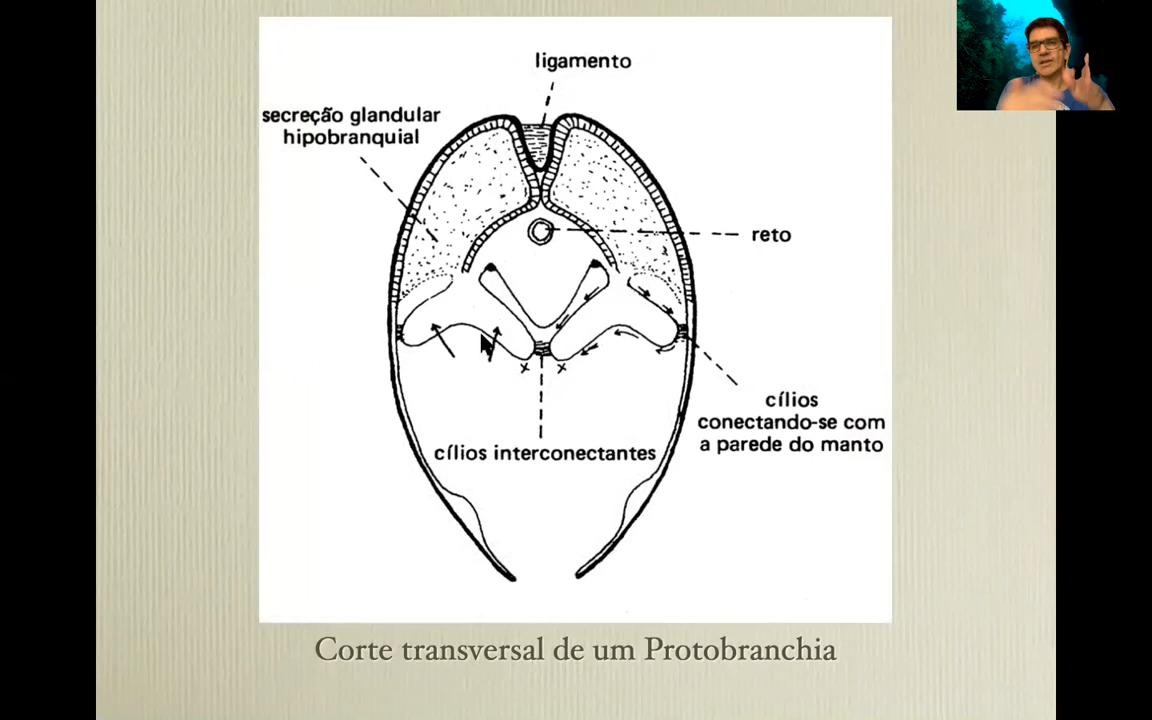 ligamento
secreção glandular
hipobranquial
reto
cílios
conectando-se com
a parede do manto
cílios interconectantes
x x
Corte transversal de um Protobranchia